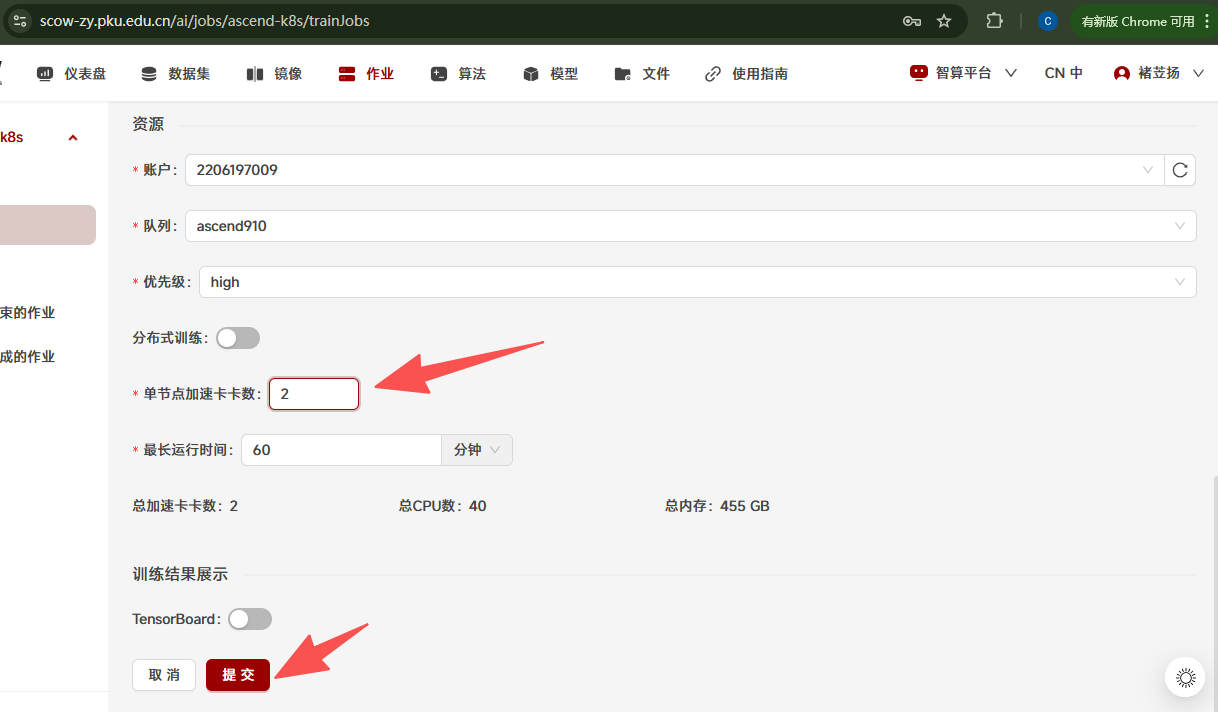 scow-zy.pku.edu.cn/ai/jobs/ascend-k8s/trainJobs
C
有新版 Chrome 可用
仪表盘 数据集 镜像 作业 算法 模型 文件 使用指南 智算平台 CN 中 褚苙扬
k8s
束的作业
成的作业
资源
* 账户: 2206197009
* 队列: ascend910
* 优先级: high
分布式训练:
* 单节点加速卡卡数: 2
* 最长运行时间: 60 分钟
总加速卡卡数: 2 总CPU数: 40 总内存: 455 GB
训练结果展示
TensorBoard:
取 消 提 交